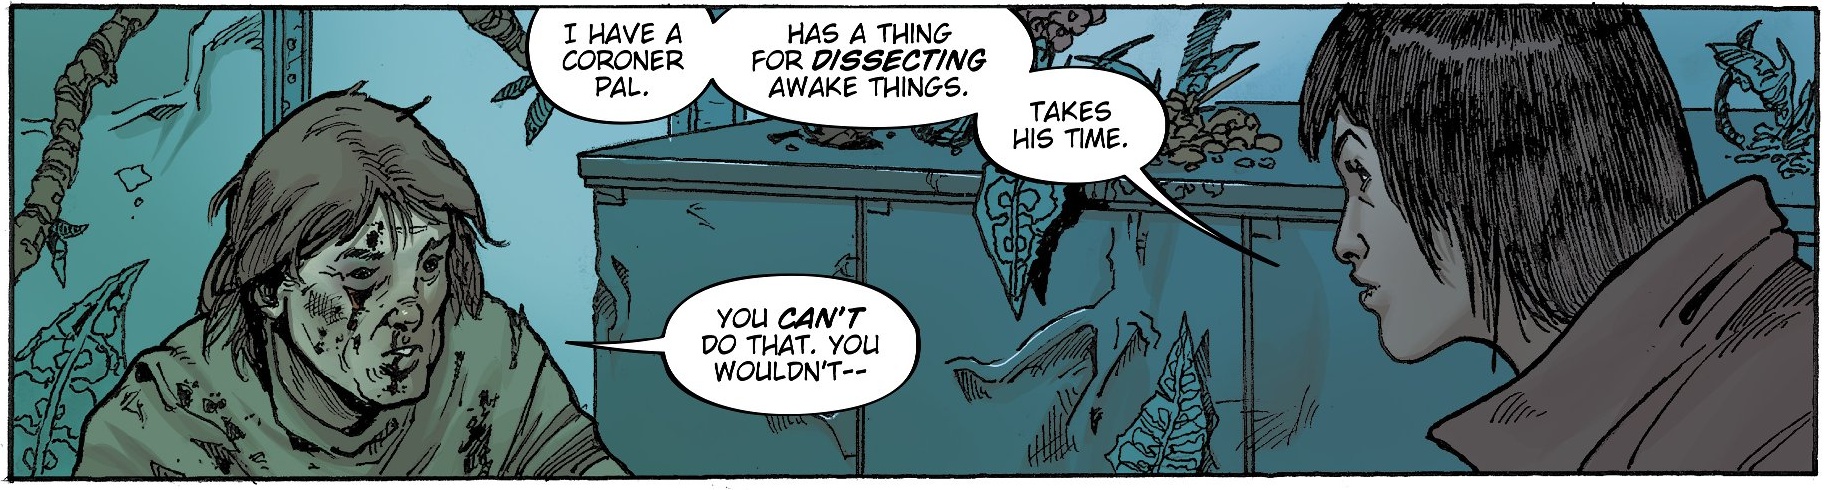 I HAVE A
CORONER
PAL.
HAS A THING
FOR DISSECTING
AWAKE THINGS.
TAKES
HIS TIME.
YOU CAN'T
DO THAT. YOU
WOULDN'T--